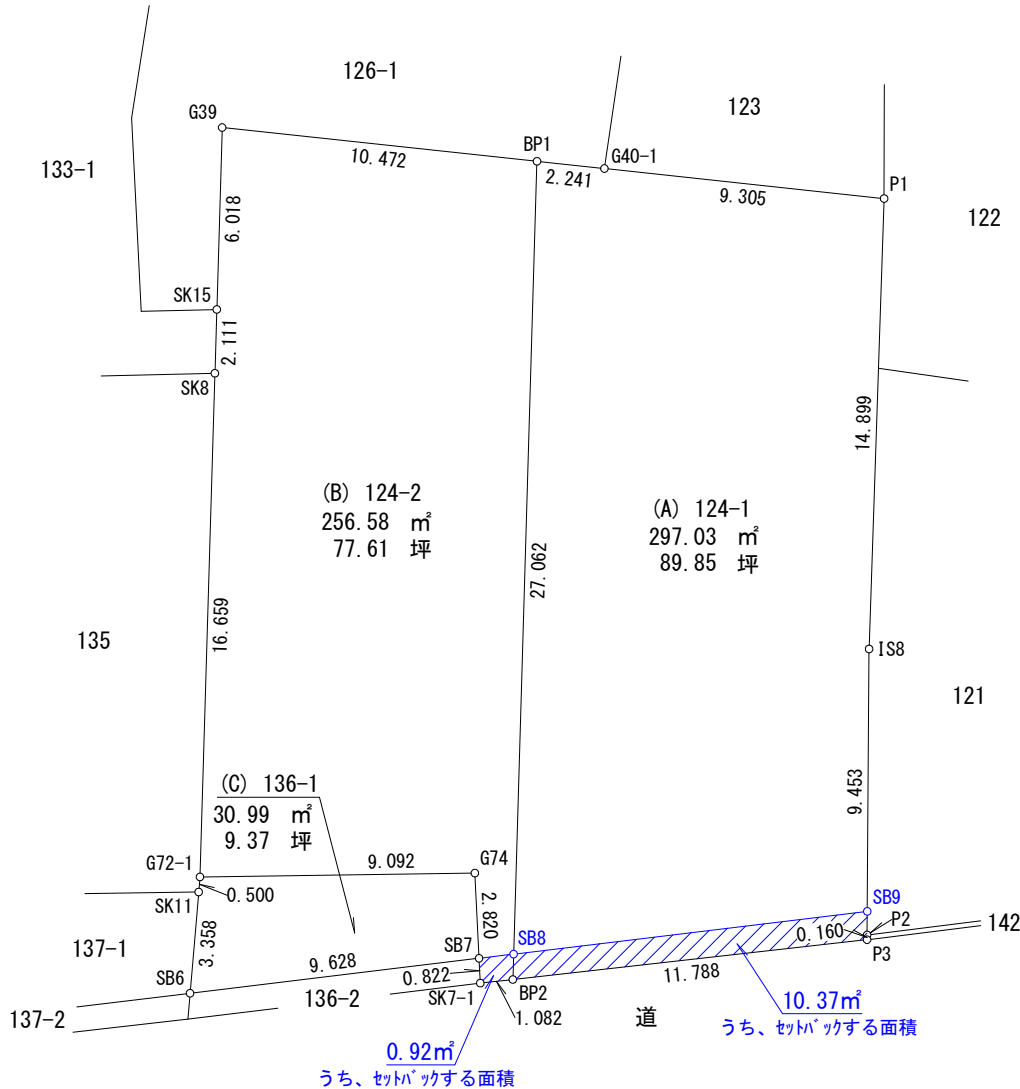 126-1
123
G39
BP1
G40-1
10.472
2.241
9.305
P1
133-1
122
6.018
SK15
2.111
SK8
14.899
(B) 124-2
256.58 ㎡
77.61 坪
(A) 124-1
297.03 ㎡
89.85 坪
27.062
16.659
135
IS8
121
9.453
(C) 136-1
30.99 ㎡
9.37 坪
G72-1
9.092
G74
0.500
SK11
2.820
SB9
P2
142
137-1
3.358
SB7
SB8
0.160
P3
9.628
0.822
11.788
SB6
136-2
SK7-1
BP2
10.37㎡
うち、セットバックする面積
137-2
1.082
道
0.92㎡
うち、セットバックする面積